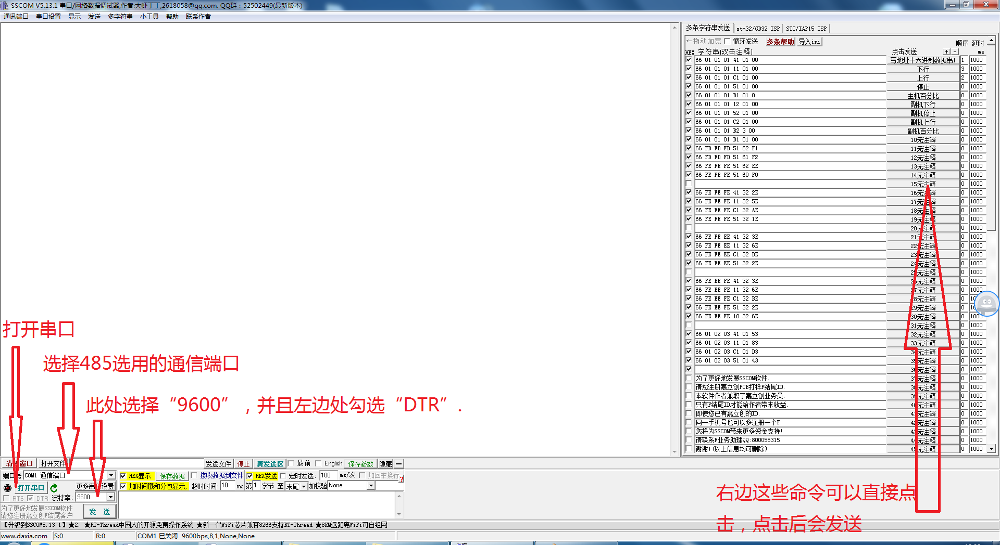 SSCOM V5.13.1 串口/网络数据调试器,作者:大虾丁丁,2618058@qq.com. QQ群：52502449(最新版本)
通讯端口 串口设置 显示 发送 多字符串 小工具 帮助 联系作者
多条字符串发送 stm32/GD32 ISP STC/IAP15 ISP
←拖动加宽 循环发送 多条帮助 导入ini 顺序 延时
HEX 字符串(双击注释) 点击发送 + − ms
66 01 01 01 41 01 00 写地址十六进制数据串1 1 1000
66 01 01 01 11 01 00 下行 3 1000
66 01 01 01 C1 01 00 上行 2 1000
66 01 01 01 51 01 00 停止 0 1000
66 01 01 01 B1 01 0 主机百分比 0 1000
66 01 01 01 12 01 00 副机下行 0 1000
66 01 01 01 52 01 00 副机停止 0 1000
66 01 01 01 C2 01 00 副机上行 0 1000
66 01 01 01 B2 3 00 副机百分比 0 1000
66 01 01 01 D1 01 00 10无注释 0 1000
66 FD FD FD 51 62 F1 11无注释 0 1000
66 FD FD FD 51 61 F2 12无注释 0 1000
66 FE FE FE 51 62 EE 13无注释 0 1000
66 FE FE FE 51 60 F0 14无注释 0 1000
15无注释 0 1000
66 FE FE FE 41 32 2E 16无注释 0 1000
66 FE FE FE 11 32 5E 17无注释 0 1000
66 FE FE FE C1 32 AE 18无注释 0 1000
66 FE FE FE 51 32 1E 19无注释 0 1000
20无注释 0 1000
66 FE FE EE 41 32 3E 21无注释 0 1000
66 FE FE EE 11 32 6E 22无注释 0 1000
66 FE FE EE C1 32 BE 23无注释 0 1000
66 FE FE EE 51 32 2E 24无注释 0 1000
25无注释 0 1000
66 FE EE FE 41 32 3E 26无注释 0 1000
66 FE EE FE 11 32 6E 27无注释 0 1000
66 FE EE FE C1 32 BE 28无注释 0
66 FE EE FE 51 32 2E 29无注释 0
66 FE EE FE 10 32 6E 30无注释 0 1000
31无注释 0 1000
66 01 02 03 41 01 53 32无注释 0 1000
66 01 02 03 11 01 83 33无注释 0 1000
66 01 02 03 C1 01 D3 34无注释 0 1000
66 01 02 03 51 01 43 35无注释 0 1000
36无注释 0 1000
为了更好地发展SSCOM软件. 37无注释 0 1000
请您注册嘉立创PCB打样F结尾ID. 38无注释 0 1000
本软件作者兼职了嘉立创业务员. 39无注释 0 1000
只有F结尾ID才能给作者带来收益. 40无注释 0 1000
即使您已有嘉立创的ID. 41无注释 0 1000
同一手机号也可以多注册一个F. 42无注释 0 1000
您将为SSCOM带来更多资金支持! 43无注释 0 1000
请联系F业务助理QQ:800058315 44无注释 0 1000
谢谢!(以上信息均可删除) 45无注释 0 1000
打开串口
选择485选用的通信端口
此处选择“9600”，并且左边处勾选“DTR”.
右边这些命令可以直接点
击，点击后会发送
清除窗口 打开文件 发送文件 停止 清发送区 最前 English 保存参数 隐藏 −
端口号 COM1 通信端口 HEX显示 保存数据 接收数据到文件 HEX发送 定时发送: 100 ms/次 加回车换行 ?
打开串口 更多串口设置 加时间戳和分包显示, 超时时间: 10 ms 第1 字节 至 末尾 加校验 None
RTS DTR 波特率: 9600
为了更好地发展SSCOM软件
请您注册嘉立创F结尾客户
发 送
【升级到SSCOM5.13.1】★2. ★RT-Thread中国人的开源免费操作系统 ★新一代WiFi芯片兼容8266支持RT-Thread ★8KM远距离WiFi可自组网
www.daxia.com S:0 R:0 COM1 已关闭 9600bps,8,1,None,None